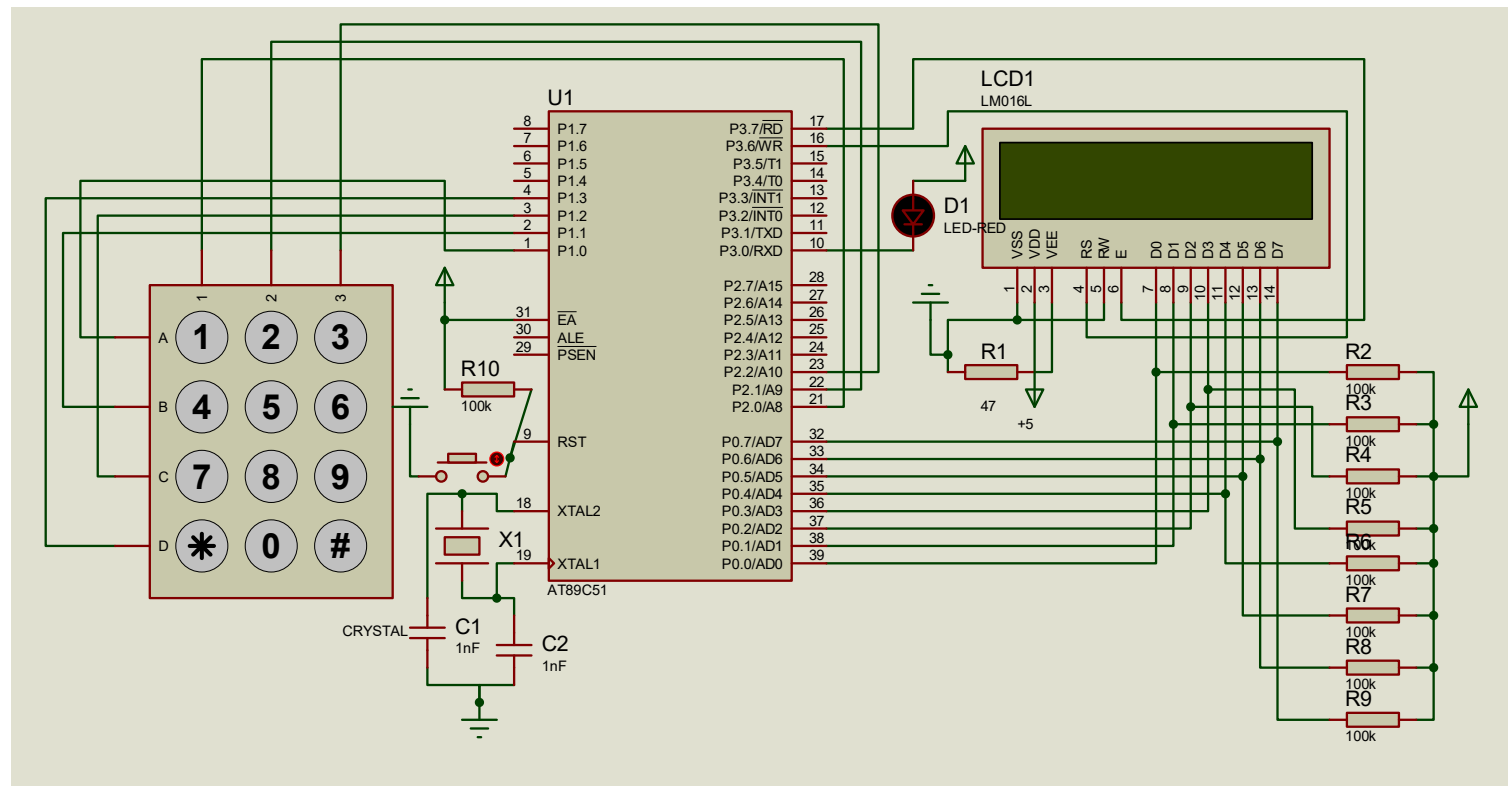 U1
AT89C51
8 P1.7
7 P1.6
6 P1.5
5 P1.4
4 P1.3
3 P1.2
2 P1.1
1 P1.0
31 EA
30 ALE
29 PSEN
9 RST
18 XTAL2
19 XTAL1
P3.7/RD 17
P3.6/WR 16
P3.5/T1 15
P3.4/T0 14
P3.3/INT1 13
P3.2/INT0 12
P3.1/TXD 11
P3.0/RXD 10
P2.7/A15 28
P2.6/A14 27
P2.5/A13 26
P2.4/A12 25
P2.3/A11 24
P2.2/A10 23
P2.1/A9 22
P2.0/A8 21
P0.7/AD7 32
P0.6/AD6 33
P0.5/AD5 34
P0.4/AD4 35
P0.3/AD3 36
P0.2/AD2 37
P0.1/AD1 38
P0.0/AD0 39
1 2 3
A 1 2 3
B 4 5 6
C 7 8 9
D * 0 #
R10
100k
X1
CRYSTAL
C1
1nF
C2
1nF
D1
LED-RED
LCD1
LM016L
VSS VDD VEE RS RW E D0 D1 D2 D3 D4 D5 D6 D7
1 2 3 4 5 6 7 8 9 10 11 12 13 14
R1
47
+5
R2
100k
R3
100k
R4
100k
R5
100k
R6
100k
R7
100k
R8
100k
R9
100k